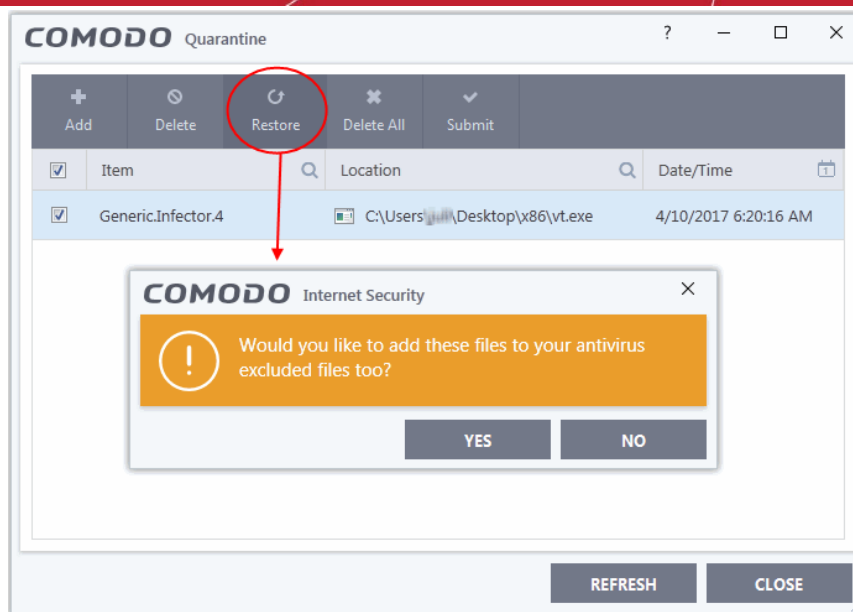 COMODO Quarantine
?
Add Delete Restore Delete All Submit
Item Location Date/Time
1
Generic.Infector.4 C:\Users\ \Desktop\x86\vt.exe 4/10/2017 6:20:16 AM
COMODO Internet Security
!
Would you like to add these files to your antivirus
excluded files too?
YES NO
REFRESH CLOSE